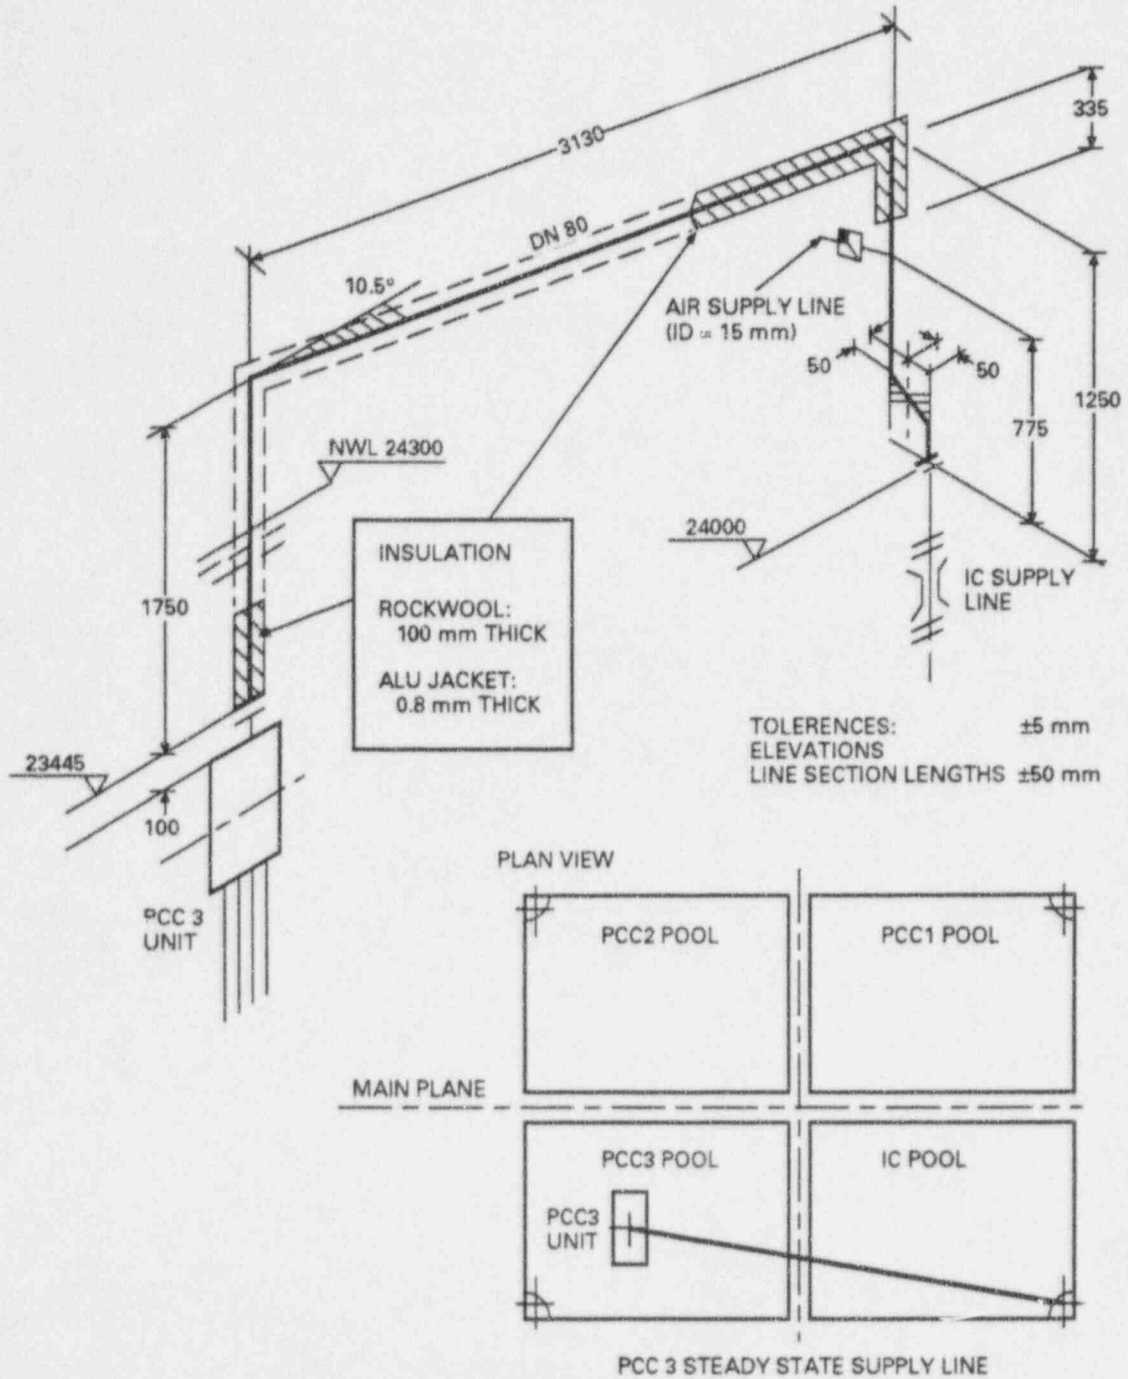 3130
335
DN 80
10.5°
AIR SUPPLY LINE
(ID = 15 mm)
50
50
1250
775
NWL 24300
24000
INSULATION
ROCKWOOL:
100 mm THICK
ALU JACKET:
0.8 mm THICK
IC SUPPLY
LINE
1750
23445
100
TOLERENCES: ±5 mm
ELEVATIONS
LINE SECTION LENGTHS ±50 mm
PCC 3
UNIT
PLAN VIEW
PCC2 POOL
PCC1 POOL
MAIN PLANE
PCC3 POOL
IC POOL
PCC3
UNIT
PCC 3 STEADY STATE SUPPLY LINE